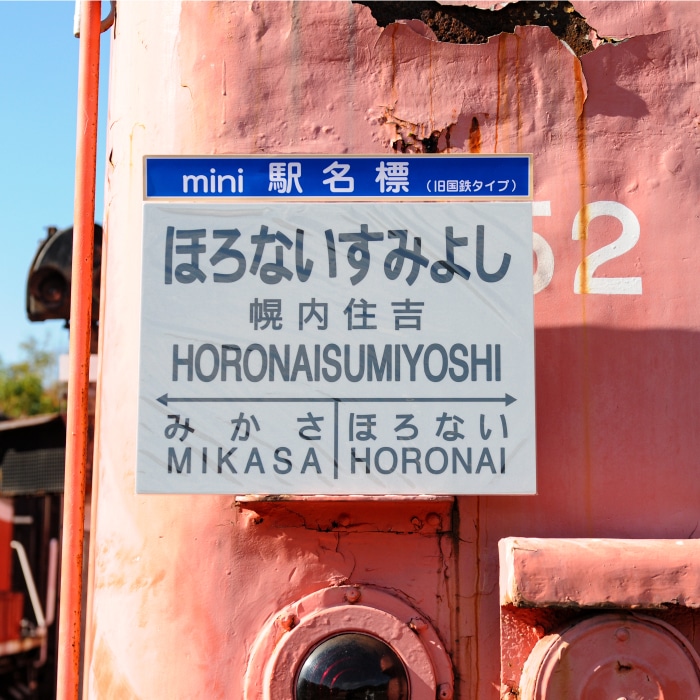 mini 駅名標（旧国鉄タイプ）
ほろないすみよし
幌内住吉
HORONAISUMIYOSHI
みかさ ほろない
MIKASA HORONAI
52